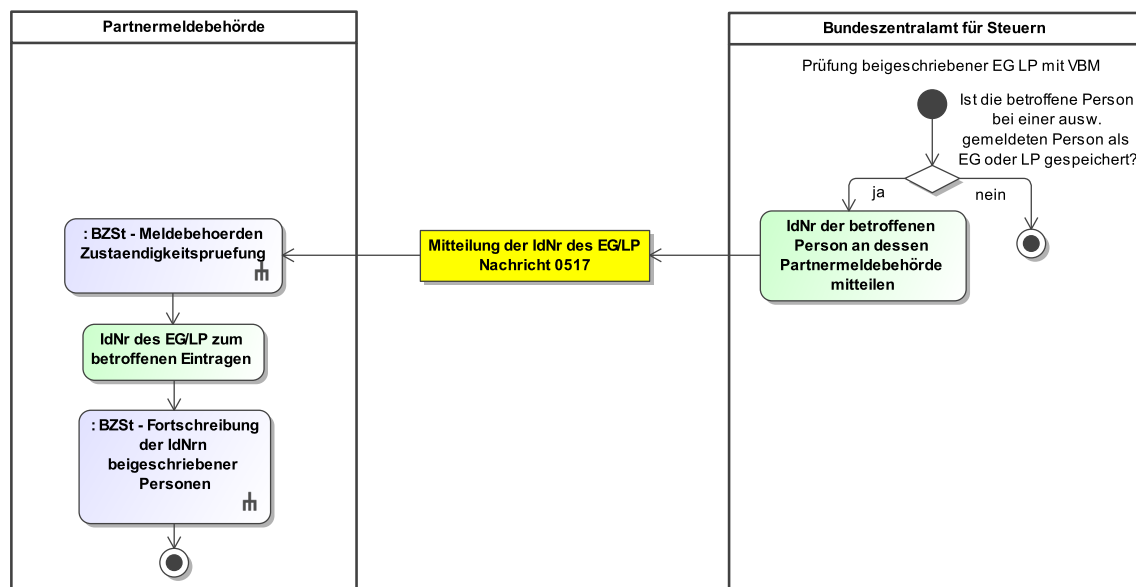 Partnermeldebehörde
Bundeszentralamt für Steuern
Prüfung beigeschriebener EG LP mit VBM
Ist die betroffene Person
bei einer ausw.
gemeldeten Person als
EG oder LP gespeichert?
ja
nein
IdNr der betroffenen
Person an dessen
Partnermeldebehörde
mitteilen
Mitteilung der IdNr des EG/LP
Nachricht 0517
: BZSt - Meldebehoerden
Zustaendigkeitspruefung
IdNr des EG/LP zum
betroffenen Eintragen
: BZSt - Fortschreibung
der IdNrn
beigeschriebener
Personen